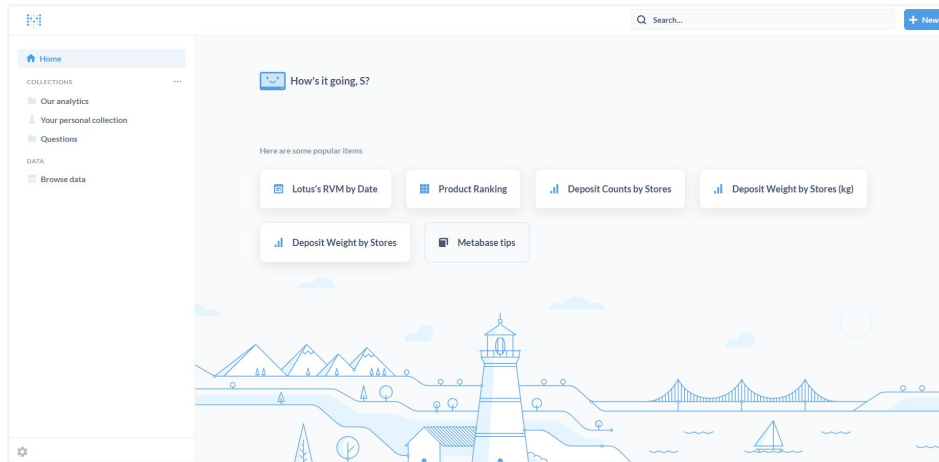 Search...
+ New
Home
COLLECTIONS ...
Our analytics
Your personal collection
Questions
DATA
Browse data
How's it going, S?
Here are some popular items
Lotus's RVM by Date
Product Ranking
Deposit Counts by Stores
Deposit Weight by Stores (kg)
Deposit Weight by Stores
Metabase tips